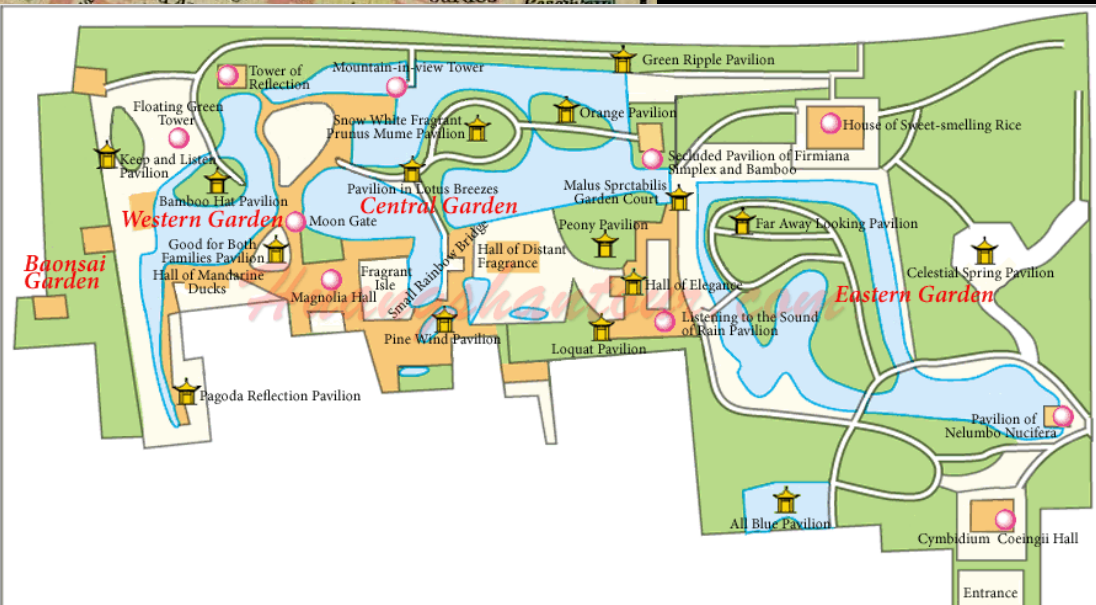 Green Ripple Pavilion
Mountain-in-view Tower
Tower of
Reflection
Floating Green
Tower
Snow White Fragrant
Prunus Mume Pavilion
Orange Pavilion
House of Sweet-smelling Rice
Keep and Listen
Pavilion
Secluded Pavilion of Firmiana
Simplex and Bamboo
Bamboo Hat Pavilion
Pavilion in Lotus Breezes
Malus Sprctabilis
Garden Court
Western Garden
Moon Gate
Central Garden
Peony Pavilion
Far Away Looking Pavilion
Good for Both
Families Pavilion
Small Rainbow Bridge
Hall of Distant
Fragrance
Celestial Spring Pavilion
Baonsai
Garden
Hall of Mandarine
Ducks
Fragrant
Isle
Magnolia Hall
Hall of Elegance
Eastern Garden
Listening to the Sound
of Rain Pavilion
Pine Wind Pavilion
Loquat Pavilion
Pagoda Reflection Pavilion
Pavilion of
Nelumbo Nucifera
All Blue Pavilion
Cymbidium Coeingii Hall
Entrance